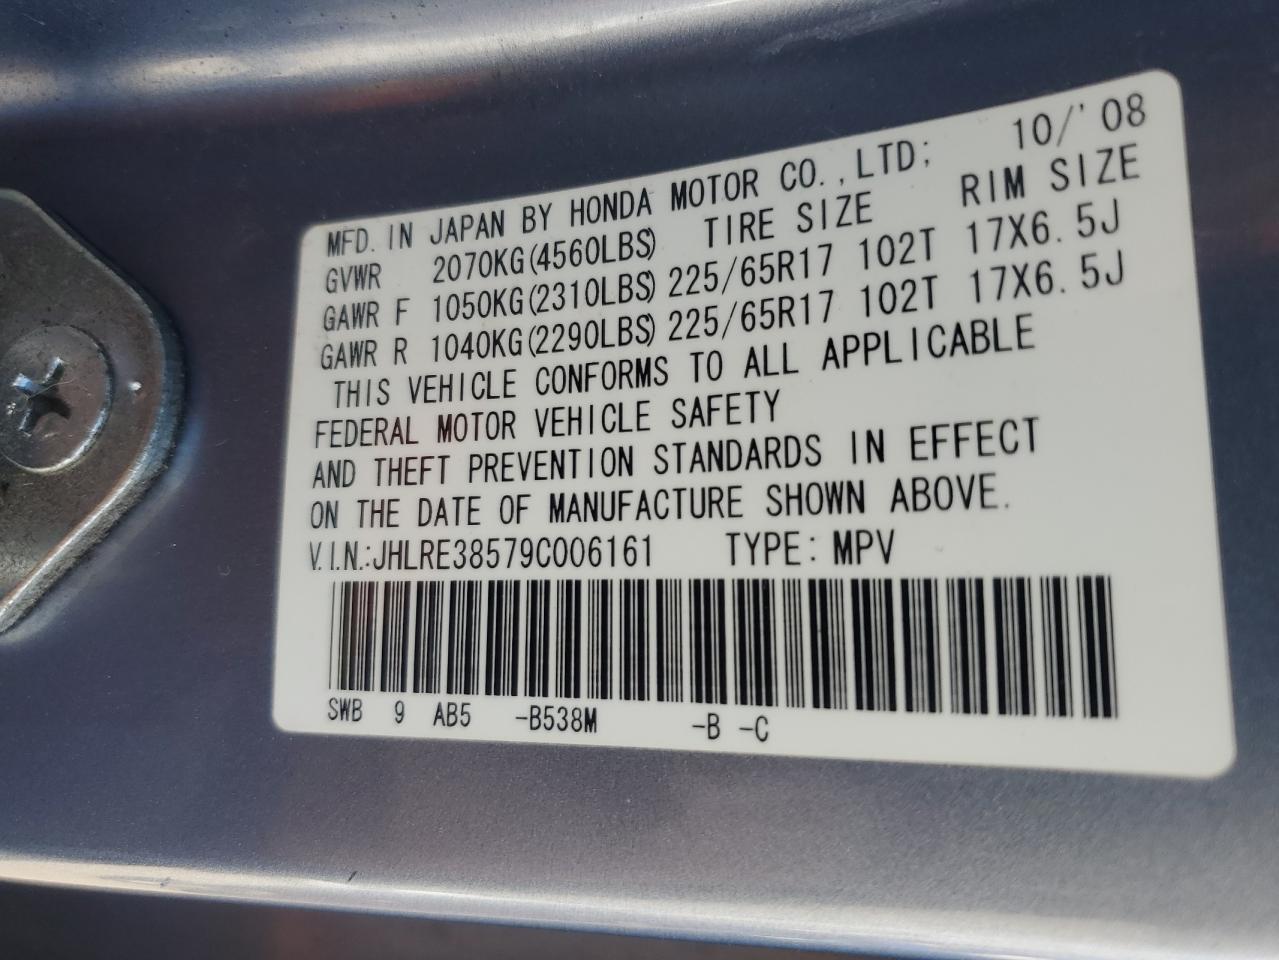 MFD. IN JAPAN BY HONDA MOTOR CO.,LTD; 10/'08
GVWR 2070KG(4560LBS) TIRE SIZE RIM SIZE
GAWR F 1050KG(2310LBS) 225/65R17 102T 17X6.5J
GAWR R 1040KG(2290LBS) 225/65R17 102T 17X6.5J
THIS VEHICLE CONFORMS TO ALL APPLICABLE
FEDERAL MOTOR VEHICLE SAFETY
AND THEFT PREVENTION STANDARDS IN EFFECT
ON THE DATE OF MANUFACTURE SHOWN ABOVE.
V.I.N.:JHLRE38579C006161 TYPE: MPV
SWB 9 AB5 -B538M -B -C